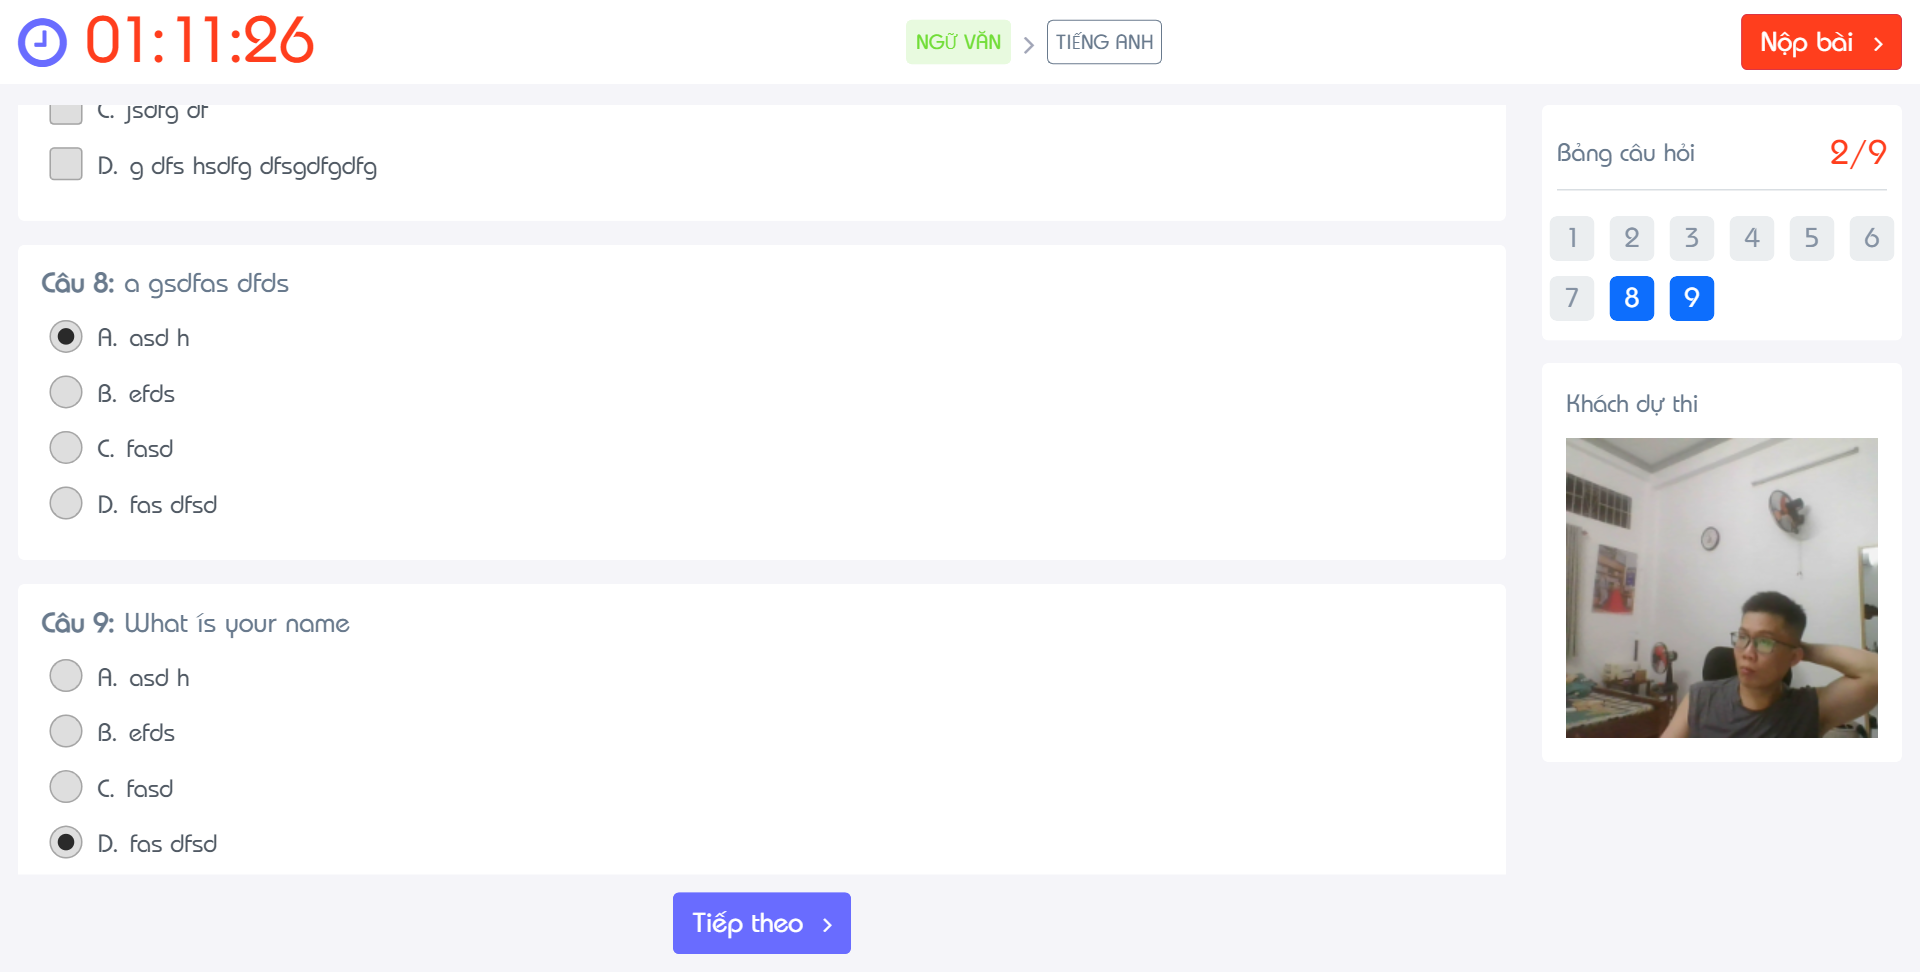 01:11:26
NGỮ VĂN
TIẾNG ANH
Nộp bài
C. jsdfg df
D. g dfs hsdfg dfsgdfgdfg
Câu 8: a gsdfas dfds
A. asd h
B. efds
C. fasd
D. fas dfsd
Câu 9: What ís your name
A. asd h
B. efds
C. fasd
D. fas dfsd
Tiếp theo
Bảng câu hỏi
2/9
1 2 3 4 5 6
7 8 9
Khách dự thi